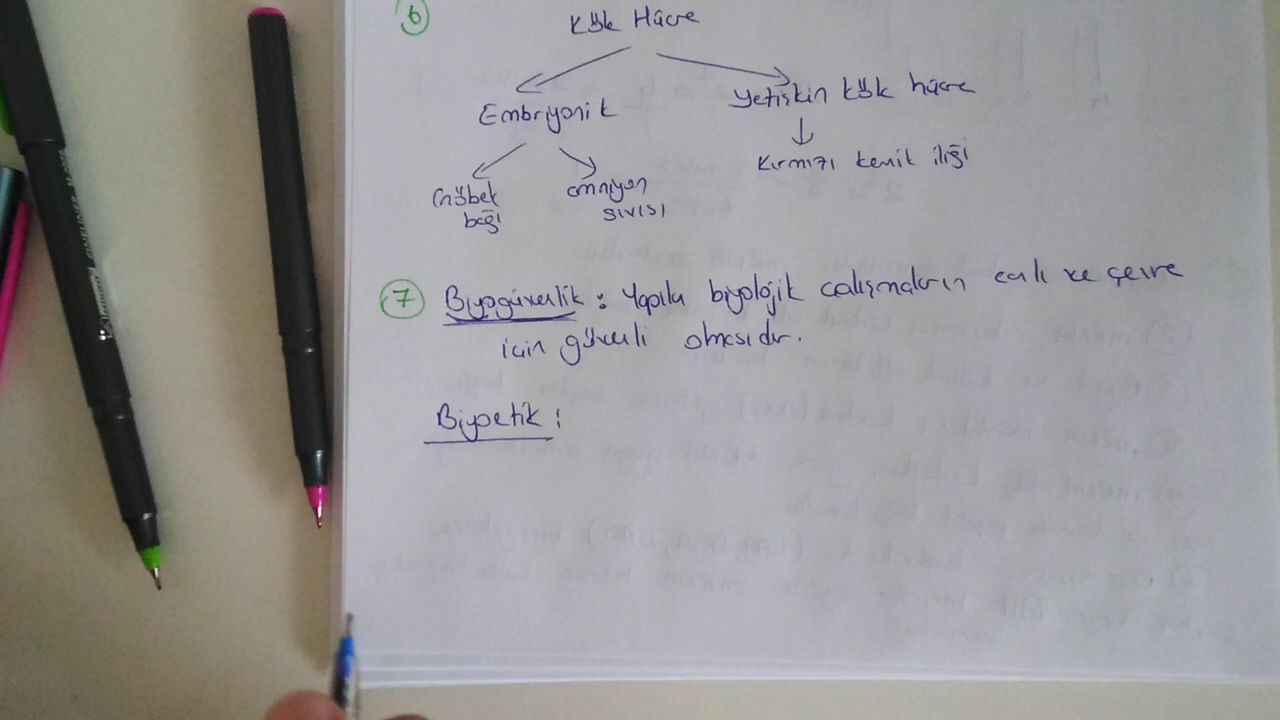 6 Kök Hücre
Embriyonik
Yetişkin kök hücre
Göbek bağı
amniyon sıvısı
Kırmızı kemik iliği
7 Biyogüvenlik : Yapılan biyolojik çalışmaların canlı ve çevre
için güvenli olmasıdır.
Biyoetik :